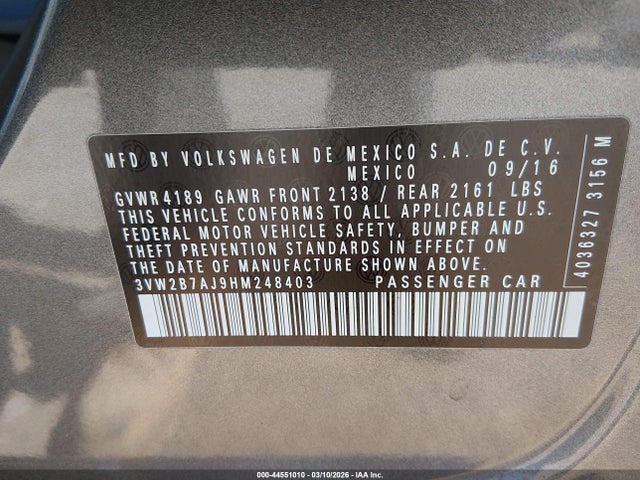 MFD BY VOLKSWAGEN DE MEXICO S.A. DE C.V.
MEXICO 09/16
GVWR 4189 GAWR FRONT 2138 / REAR 2161 LBS
THIS VEHICLE CONFORMS TO ALL APPLICABLE U.S.
FEDERAL MOTOR VEHICLE SAFETY, BUMPER AND
THEFT PREVENTION STANDARDS IN EFFECT ON
THE DATE OF MANUFACTURE SHOWN ABOVE.
3VW2B7AJ9HM248403 PASSENGER CAR
4036327 3156 M
000-44551010 - 03/10/2026 - IAA Inc.